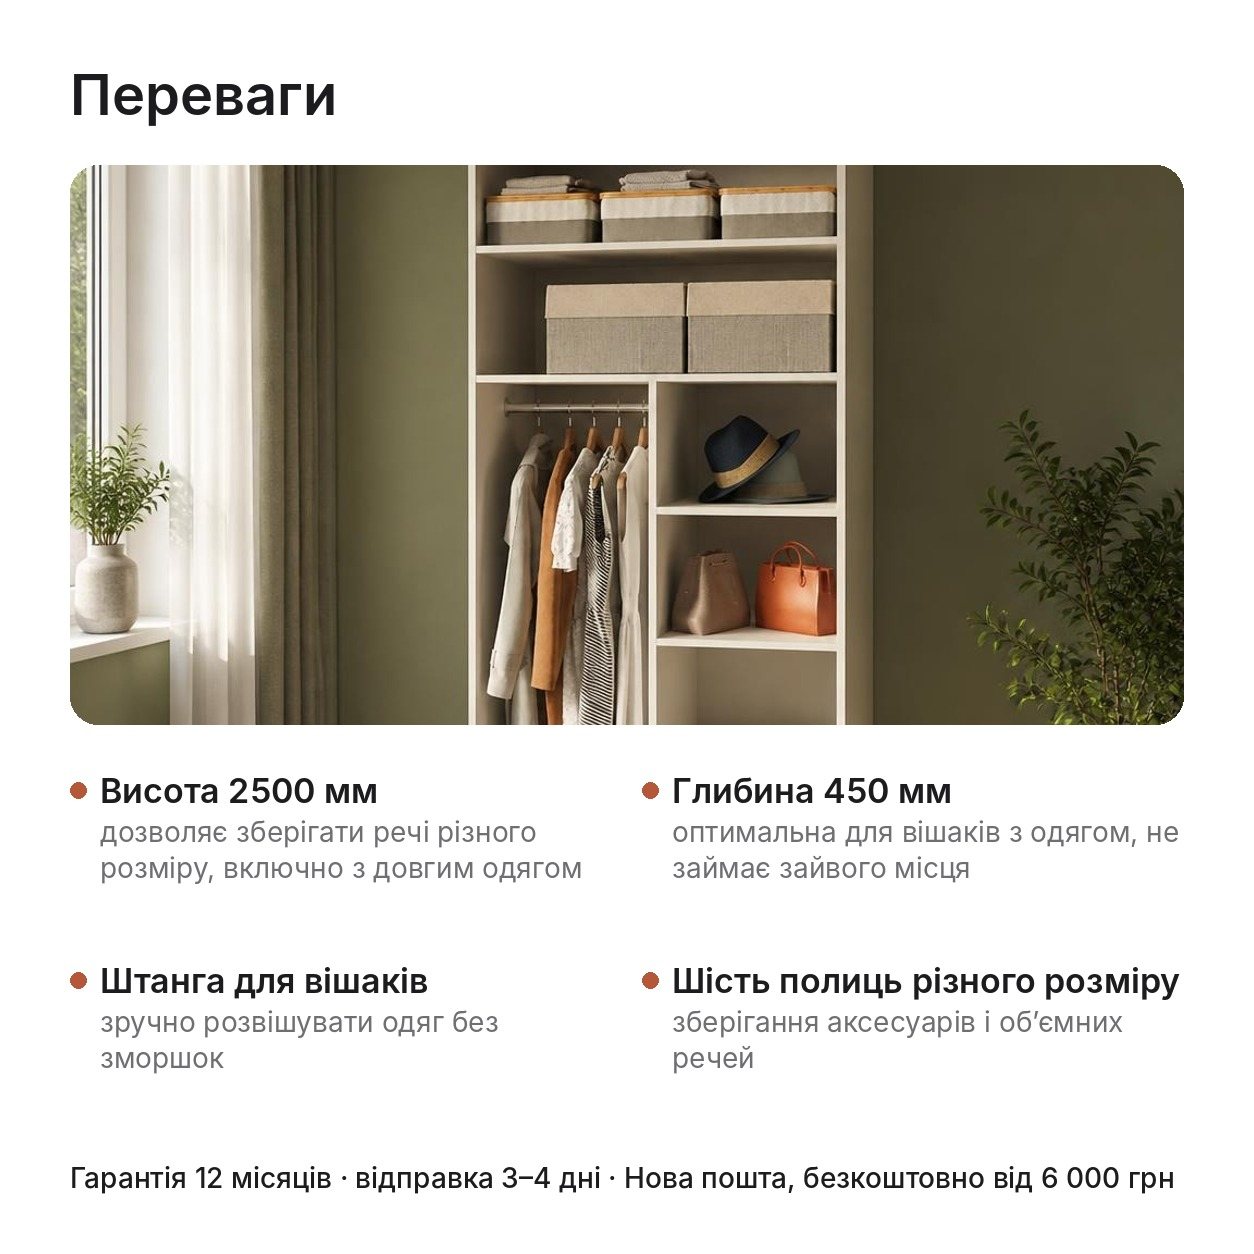 Переваги
Висота 2500 мм
дозволяє зберігати речі різного
розміру, включно з довгим одягом
Глибина 450 мм
оптимальна для вішаків з одягом, не
займає зайвого місця
Штанга для вішаків
зручно розвішувати одяг без
зморшок
Шість полиць різного розміру
зберігання аксесуарів і об’ємних
речей
Гарантія 12 місяців · відправка 3–4 дні · Нова пошта, безкоштовно від 6 000 грн